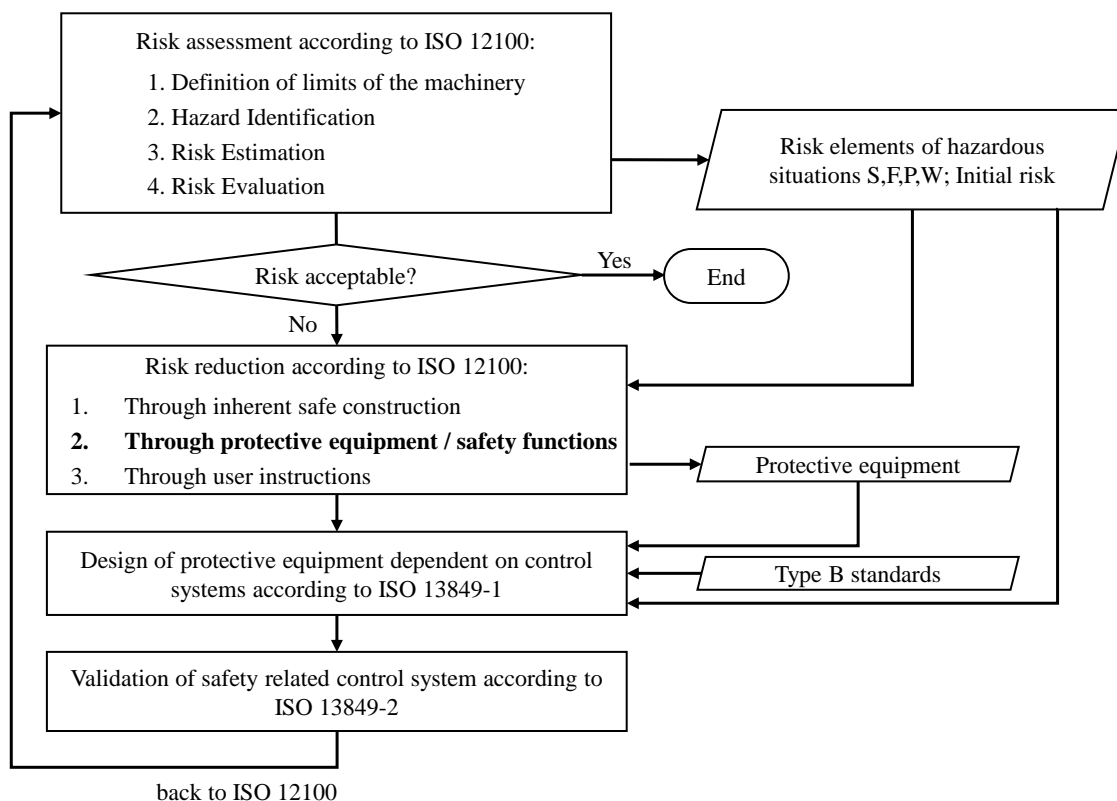 Risk assessment according to ISO 12100:
1. Definition of limits of the machinery
2. Hazard Identification
3. Risk Estimation
4. Risk Evaluation
Risk elements of hazardous
situations S,F,P,W; Initial risk
Risk acceptable?
Yes
End
No
Risk reduction according to ISO 12100:
1. Through inherent safe construction
2. Through protective equipment / safety functions
3. Through user instructions
Protective equipment
Design of protective equipment dependent on control
systems according to ISO 13849-1
Type B standards
Validation of safety related control system according to
ISO 13849-2
back to ISO 12100